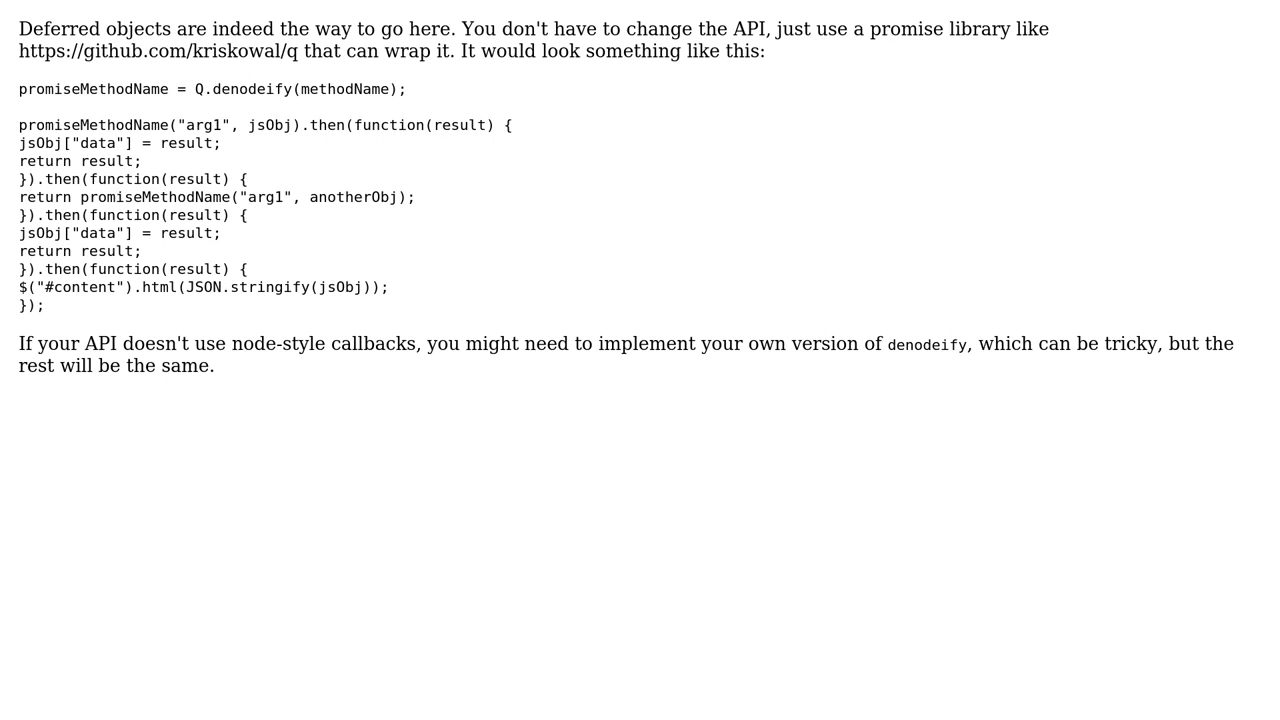 Deferred objects are indeed the way to go here. You don't have to change the API, just use a promise library like
https://github.com/kriskowal/q that can wrap it. It would look something like this:
promiseMethodName = Q.denodeify(methodName);
promiseMethodName("arg1", jsObj).then(function(result) {
jsObj["data"] = result;
return result;
}).then(function(result) {
return promiseMethodName("arg1", anotherObj);
}).then(function(result) {
jsObj["data"] = result;
return result;
}).then(function(result) {
$("#content").html(JSON.stringify(jsObj));
});
If your API doesn't use node-style callbacks, you might need to implement your own version of denodeify, which can be tricky, but the
rest will be the same.